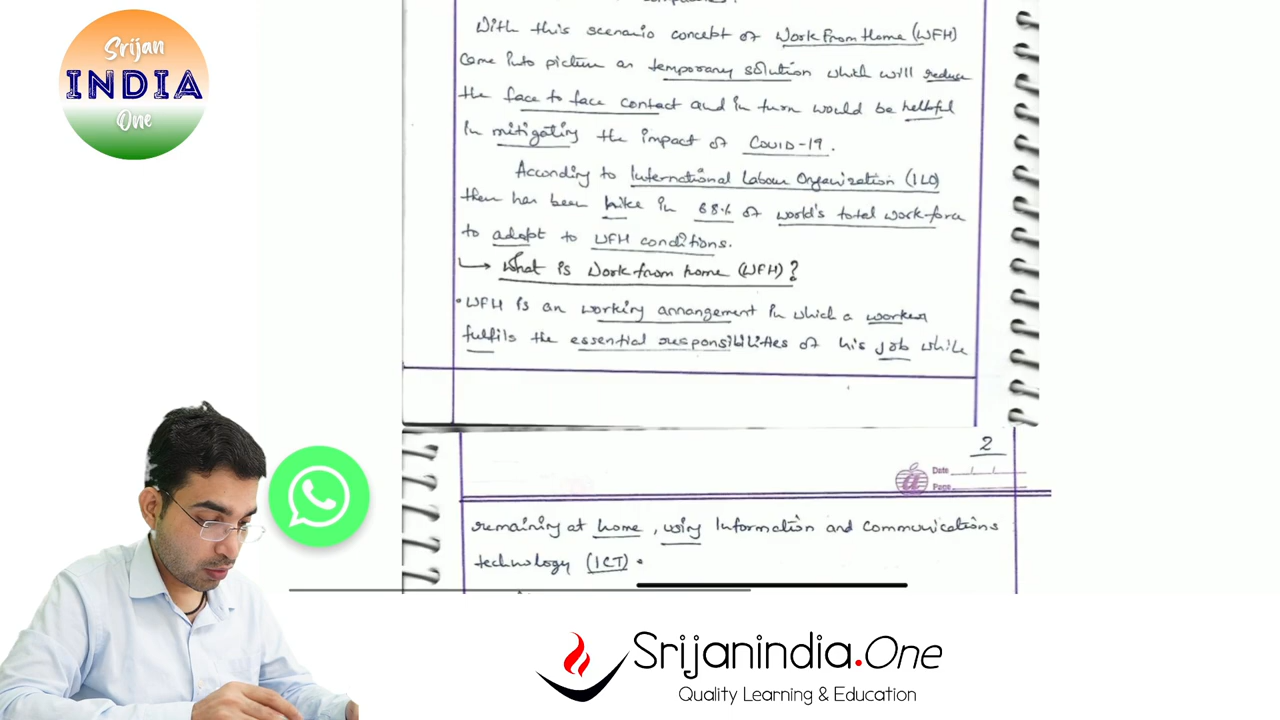 Srijan
INDIA
One
With this scenario concept of Work From Home (WFH)
Came into picture as temporary solution which will reduce
the face to face contact and in turn would be helpful
in mitigating the impact of COVID-19.
According to International Labour Organization (ILO)
there has been hike in 68% of world's total workforce
to adopt to WFH conditions.
What is Work from home (WFH)?
• WFH is an working arrangement in which a worker
fulfils the essential responsibilities of his job while
2
Date
Page
remaining at home, using Information and communications
technology (ICT).
Srijanindia.One
Quality Learning & Education